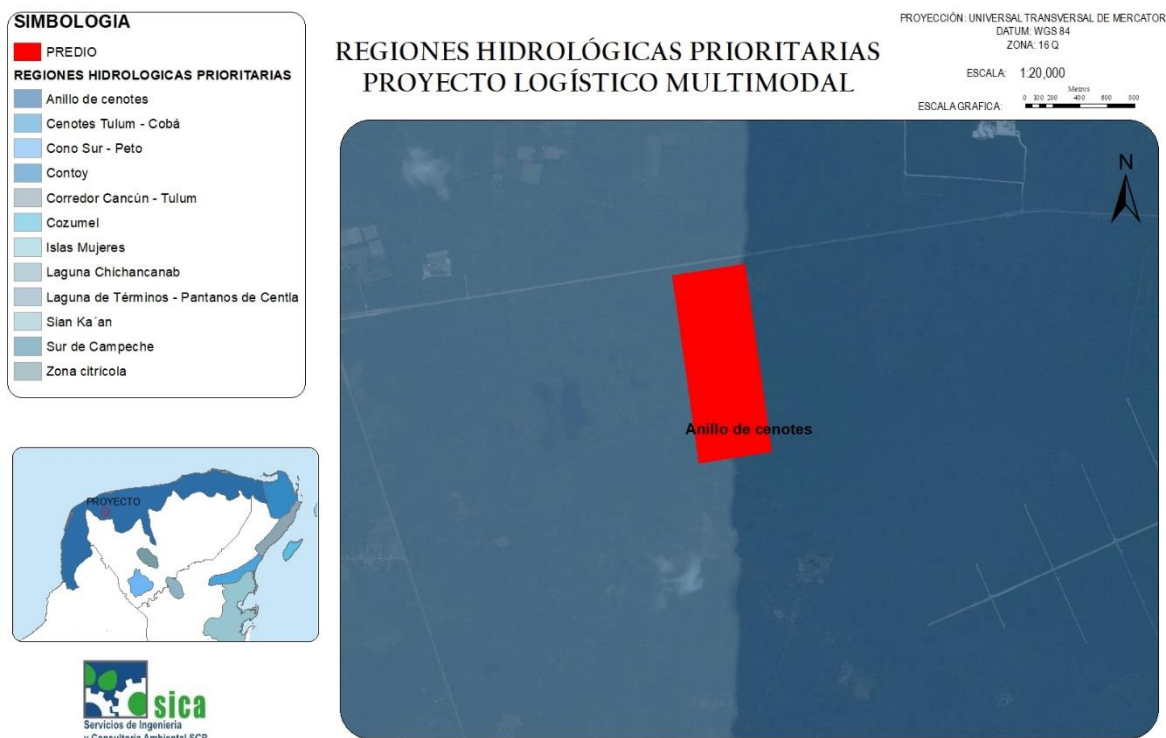 SIMBOLOGIA
PREDIO
REGIONES HIDROLOGICAS PRIORITARIAS
Anillo de cenotes
Cenotes Tulum - Cobá
Cono Sur - Peto
Contoy
Corredor Cancún - Tulum
Cozumel
Islas Mujeres
Laguna Chichancanab
Laguna de Términos - Pantanos de Centla
Sian Ka´an
Sur de Campeche
Zona citrícola
REGIONES HIDROLÓGICAS PRIORITARIAS
PROYECTO LOGÍSTICO MULTIMODAL
PROYECCIÓN: UNIVERSAL TRANSVERSAL DE MERCATOR
DATUM: WGS 84
ZONA: 16 Q
ESCALA: 1:20,000
Metros
ESCALA GRAFICA: 0 100 200 400 600 800
N
Anillo de cenotes
PROYECTO
sica
Servicios de Ingeniería
y Consultoría Ambiental SCP